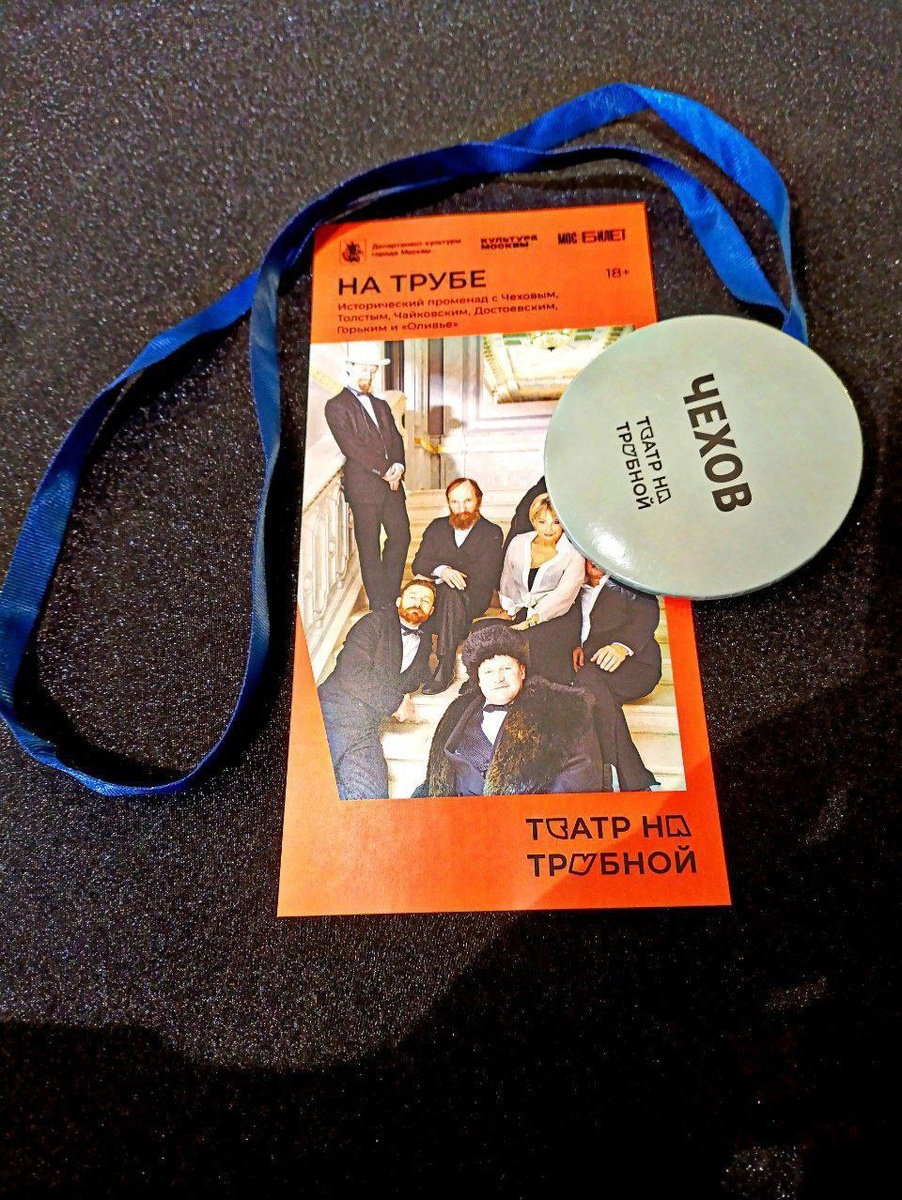 Департамент культуры
города Москвы
КУЛЬТУРА
МОСКВЫ
МОС БИЛЕТ
НА ТРУБЕ
18+
Исторический променад с Чеховым,
Толстым, Чайковским, Достоевским,
Горьким и «Оливье»
ЧЕХОВ
ТЕАТР НА
ТРУБНОЙ
ТЕАТР НА
ТРУБНОЙ